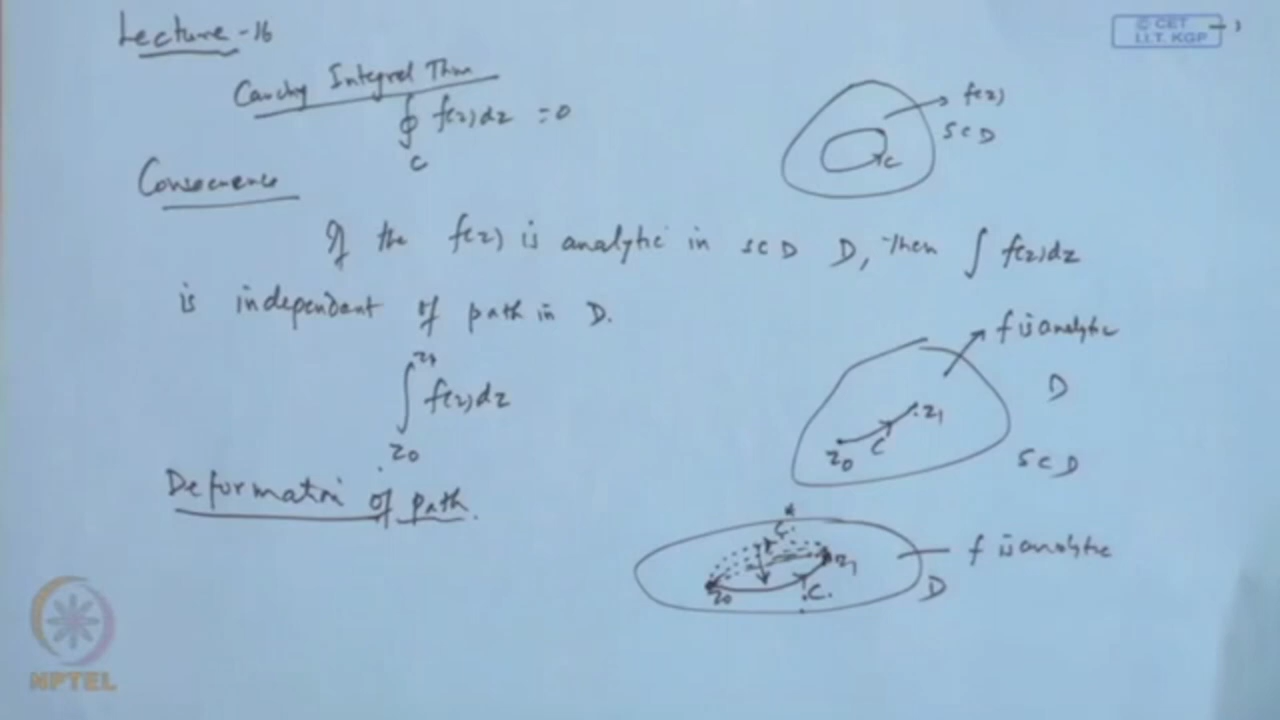 Lecture-16
© CET
I.I.T. KGP
Cauchy Integral Thm
∮ f(z)dz = 0
C
f(z)
SCD
C
Consequence
If the f(z) is analytic in SCD D, then ∫ f(z)dz
is independent of path in D.
f is analytic
D
z1
∫ f(z)dz
z0
z1
z0 C
SCD
Deformation of path.
C*
f is analytic
z1
z0 C.
D
NPTEL